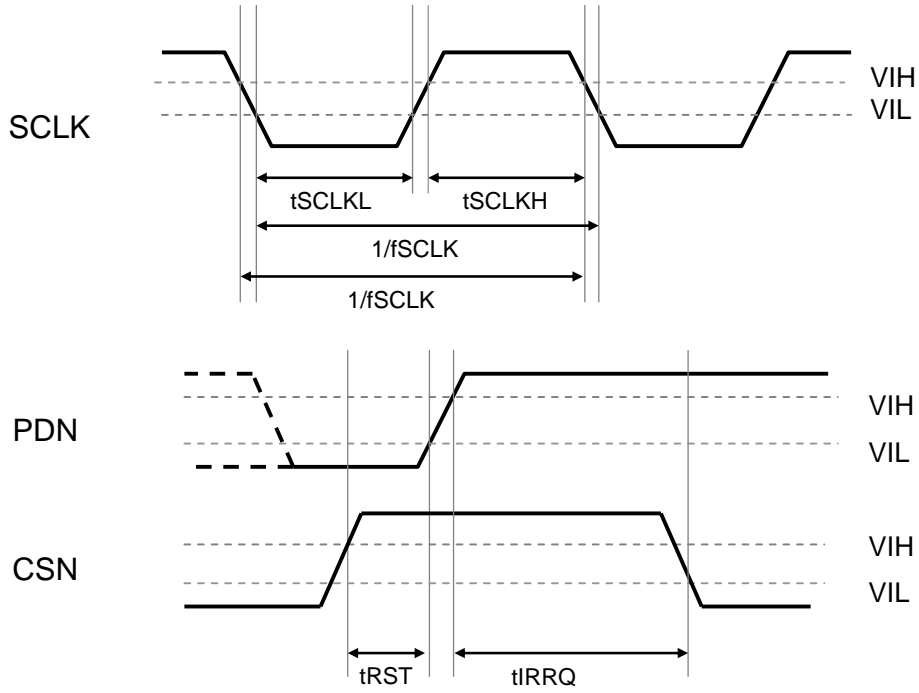 VIH
SCLK
VIL
tSCLKL
tSCLKH
1/fSCLK
1/fSCLK
VIH
PDN
VIL
VIH
CSN
VIL
tRST
tIRRQ